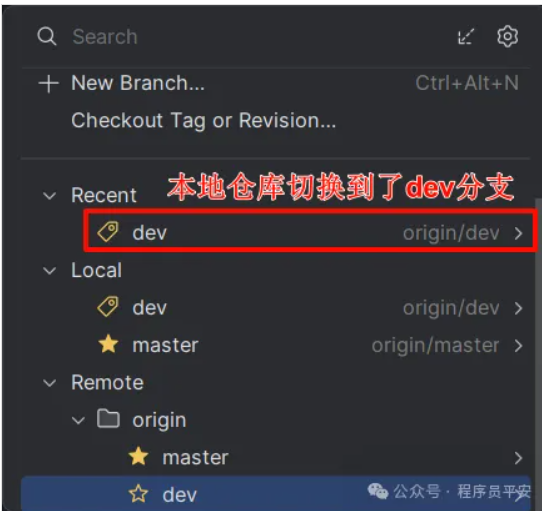 Search
New Branch... Ctrl+Alt+N
Checkout Tag or Revision...
本地仓库切换到了dev分支
Recent
dev origin/dev
Local
dev origin/dev
master origin/master
Remote
origin
master
dev
公众号 · 程序员平安